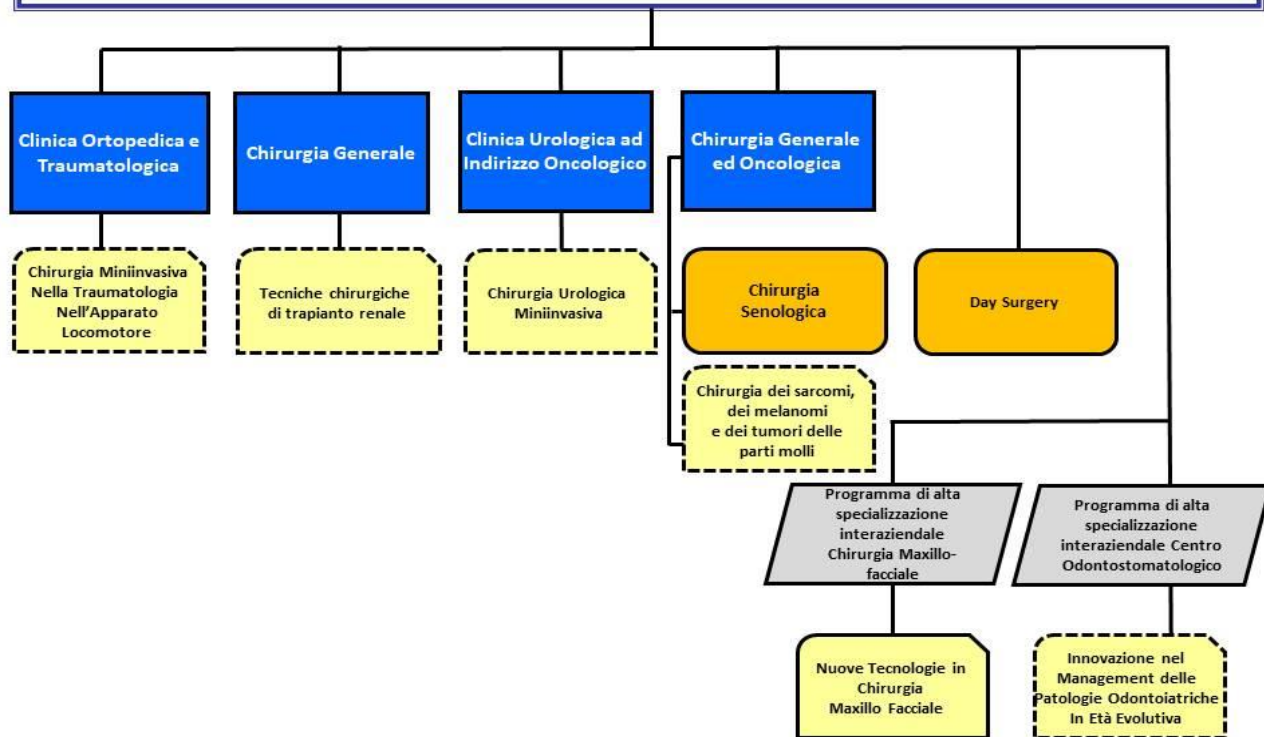 Clinica Ortopedica e
Traumatologica
Chirurgia Generale
Clinica Urologica ad
Indirizzo Oncologico
Chirurgia Generale
ed Oncologica
Chirurgia Miniinvasiva
Nella Traumatologia
Nell'Apparato
Locomotore
Tecniche chirurgiche
di trapianto renale
Chirurgia Urologica
Miniinvasiva
Chirurgia
Senologica
Day Surgery
Chirurgia dei sarcomi,
dei melanomi
e dei tumori delle
parti molli
Programma di alta
specializzazione
interaziendale
Chirurgia Maxillo-
facciale
Programma di alta
specializzazione
interaziendale Centro
Odontostomatologico
Nuove Tecnologie in
Chirurgia
Maxillo Facciale
Innovazione nel
Management delle
Patologie Odontoiatriche
In Età Evolutiva